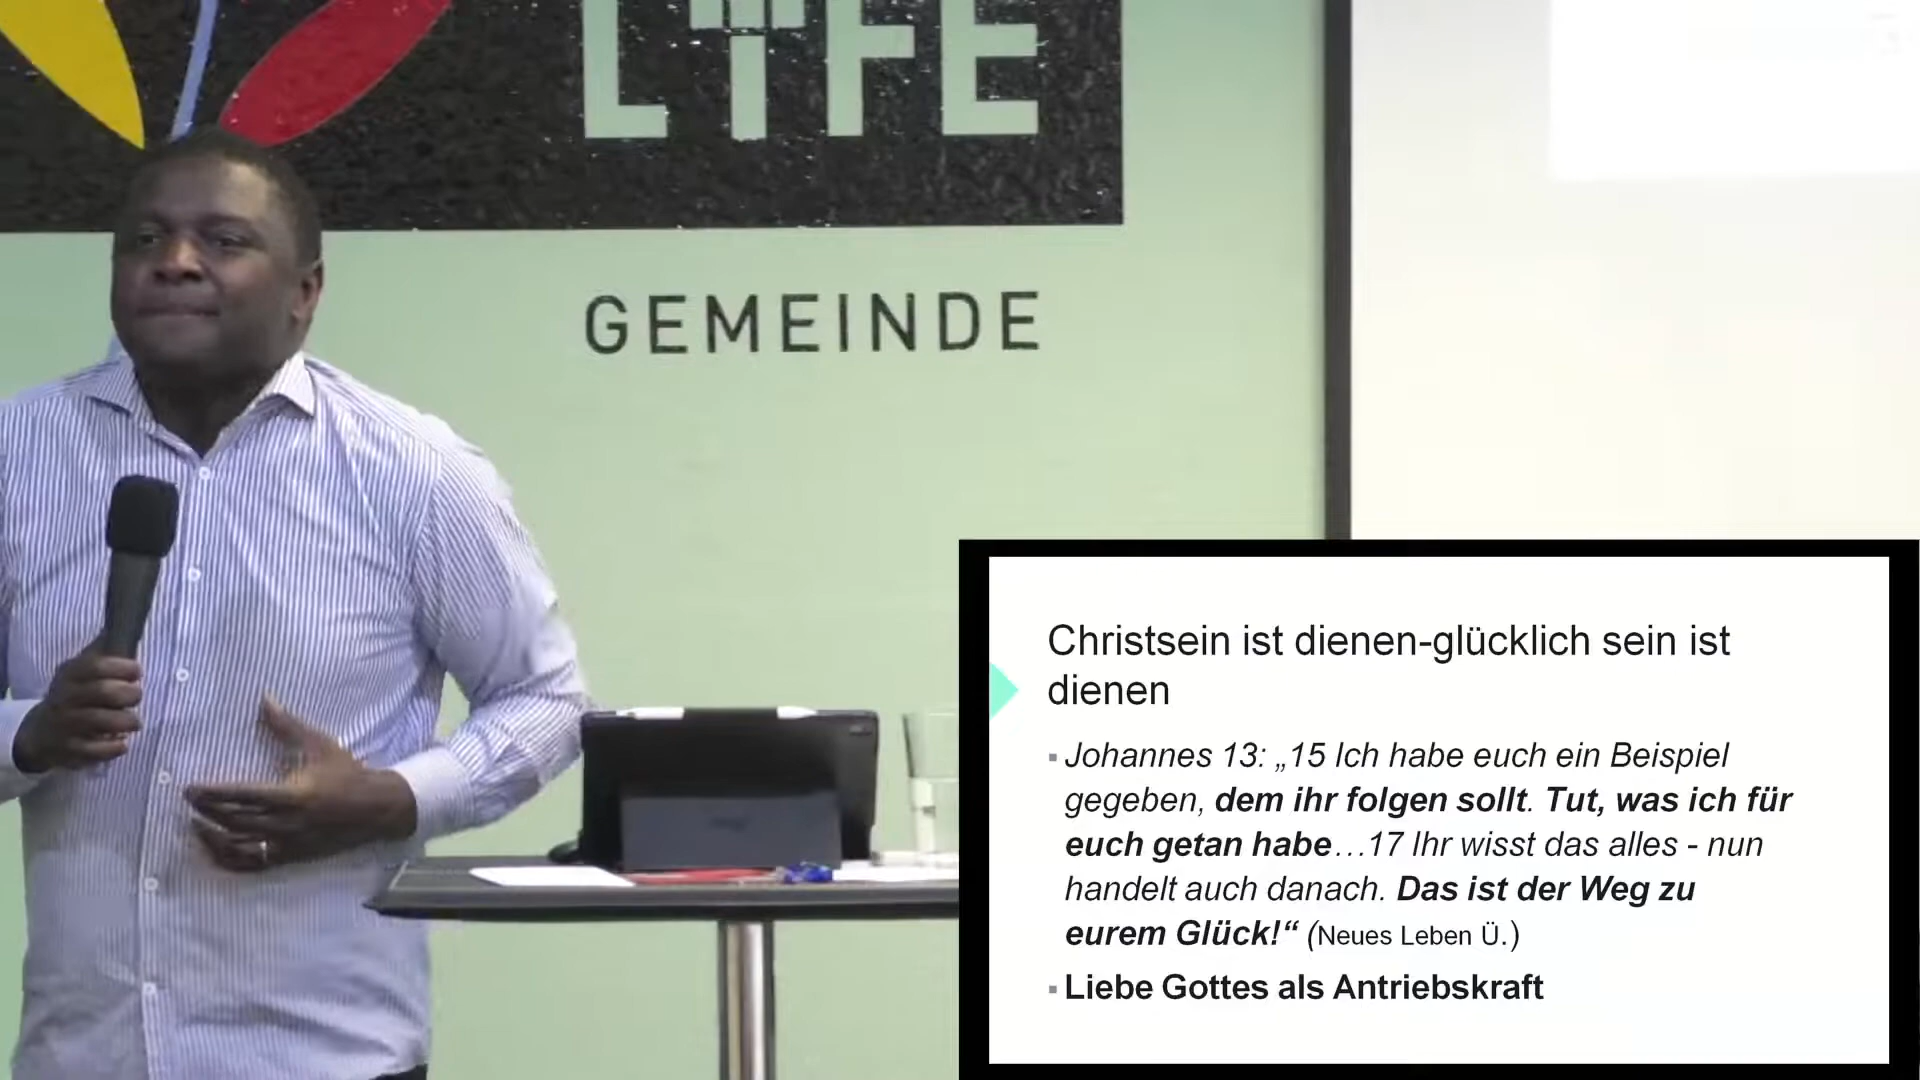 LIFE
GEMEINDE
Christsein ist dienen-glücklich sein ist
dienen
▪ Johannes 13: „15 Ich habe euch ein Beispiel
gegeben, dem ihr folgen sollt. Tut, was ich für
euch getan habe…17 Ihr wisst das alles - nun
handelt auch danach. Das ist der Weg zu
eurem Glück!“ (Neues Leben Ü.)
▪ Liebe Gottes als Antriebskraft